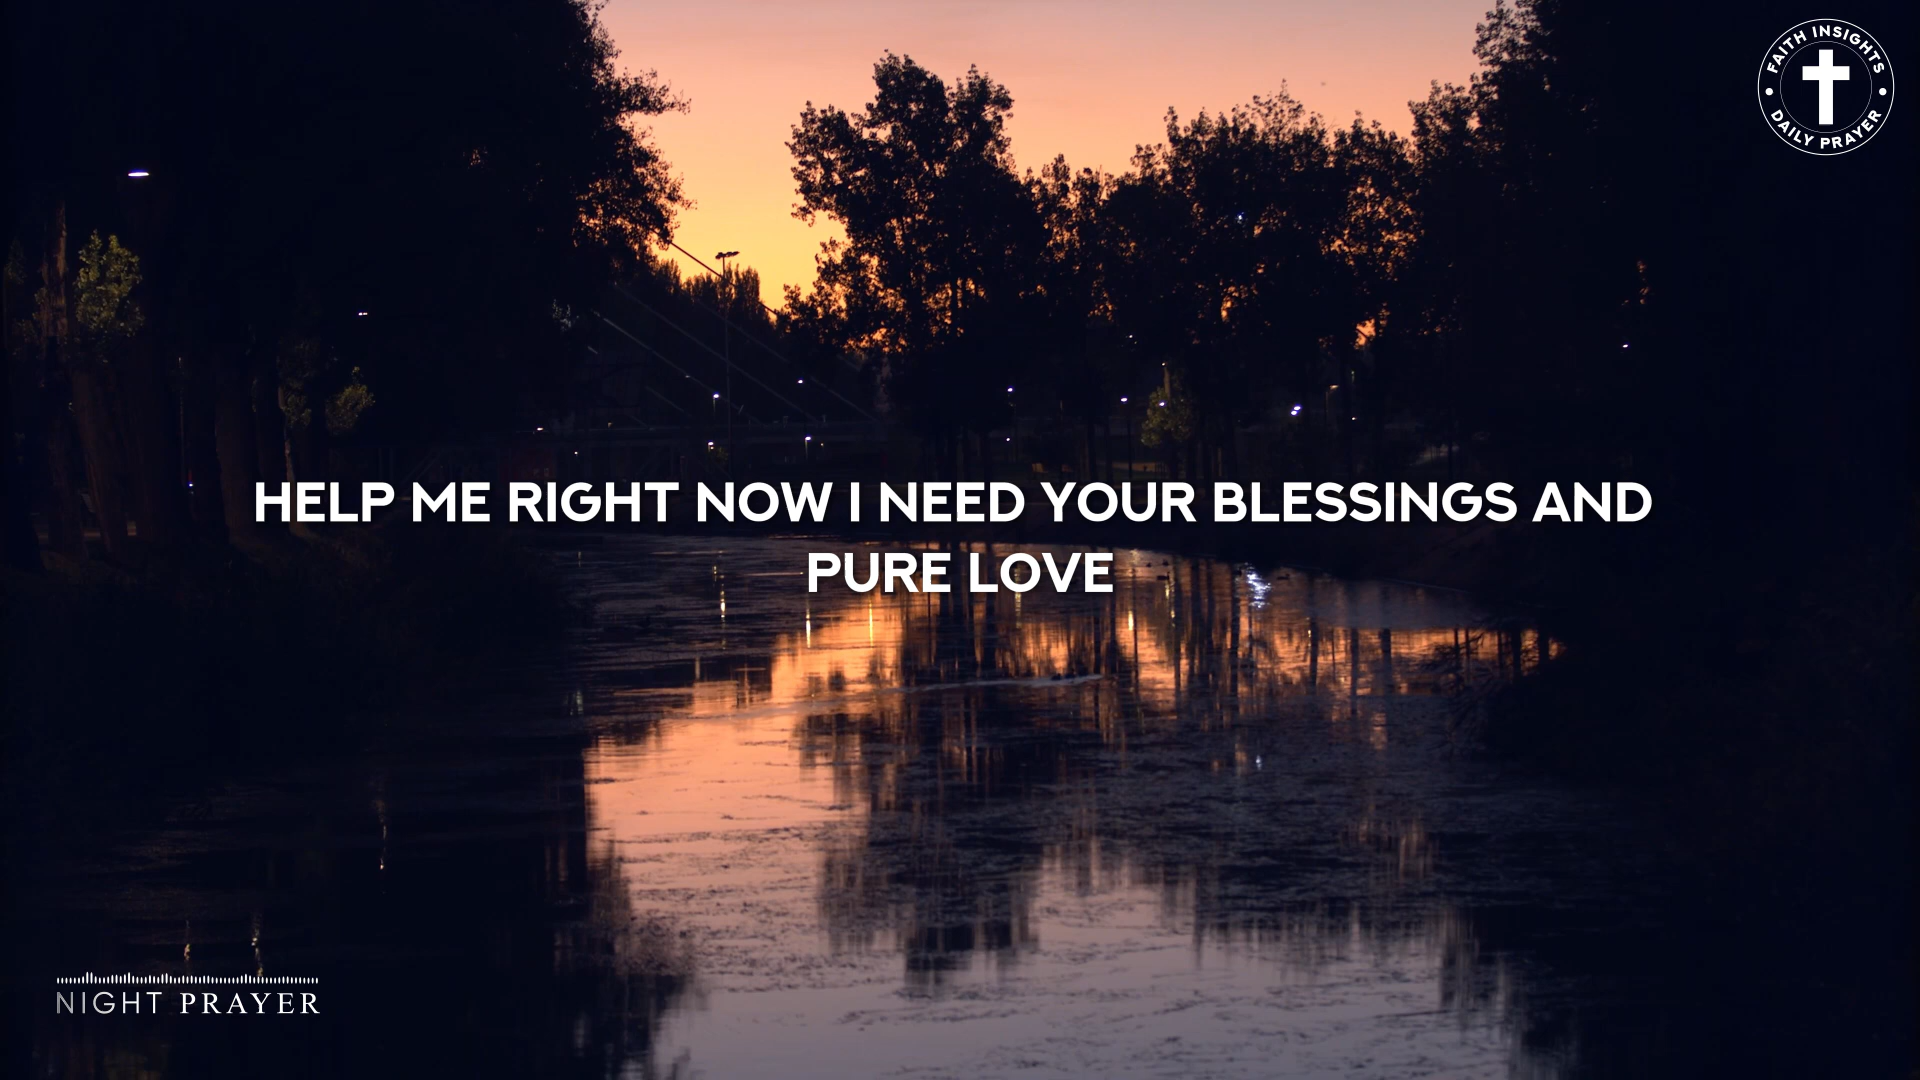 FAITH INSIGHTS
DAILY PRAYER
HELP ME RIGHT NOW I NEED YOUR BLESSINGS AND
PURE LOVE
NIGHT PRAYER